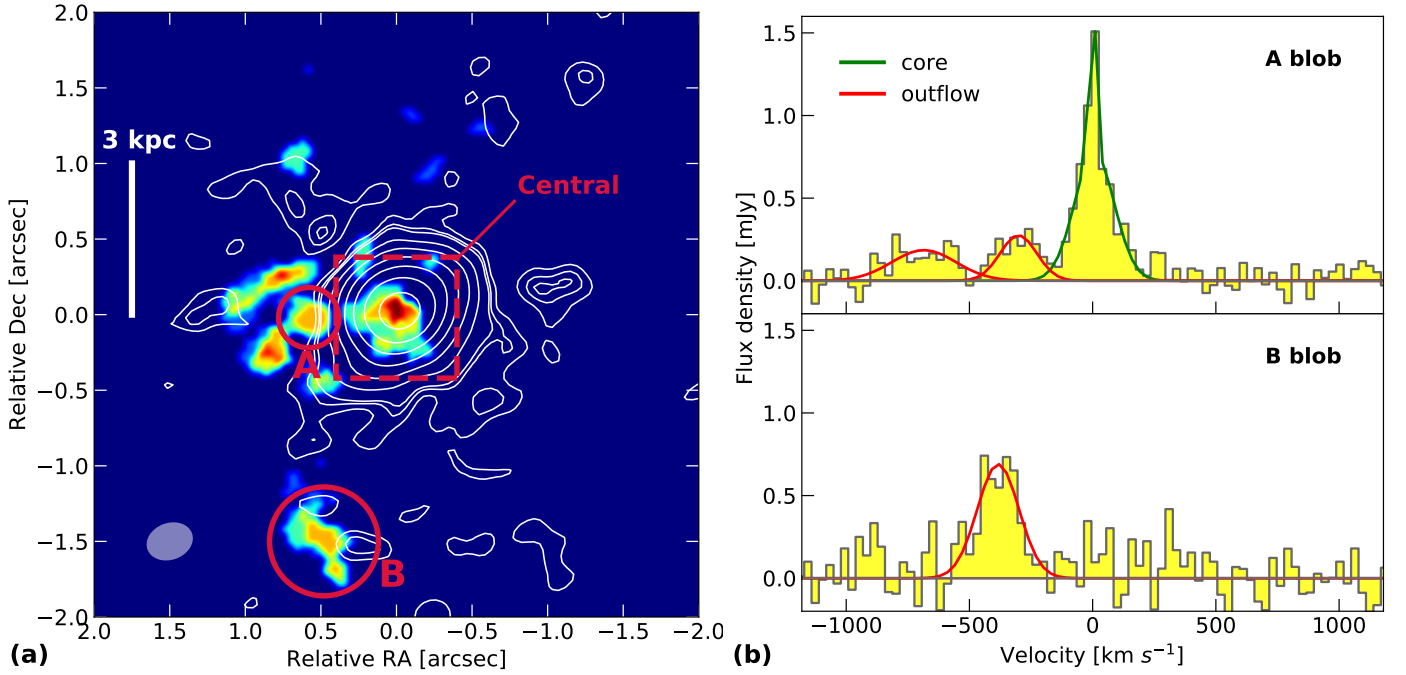 2.0
1.5
1.0
0.5
0.0
−0.5
−1.0
−1.5
−2.0
Relative Dec [arcsec]
3 kpc
Central
A
B
2.0 1.5 1.0 0.5 0.0 −0.5 −1.0 −1.5 −2.0
Relative RA [arcsec]
(a)
core
outflow
A blob
1.5
1.0
0.5
0.0
B blob
1.5
1.0
0.5
0.0
Flux density [mJy]
−1000 −500 0 500 1000
Velocity [km s⁻¹]
(b)